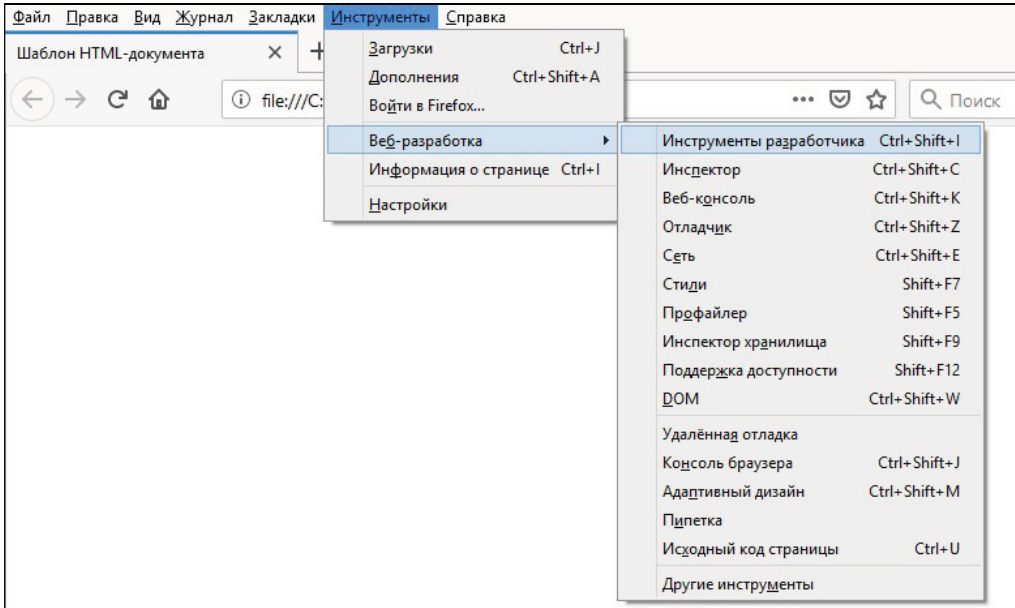 Файл Правка Вид Журнал Закладки Инструменты Справка
Шаблон HTML-документа
file:///C:
Поиск
Загрузки Ctrl+J
Дополнения Ctrl+Shift+A
Войти в Firefox...
Веб-разработка
Информация о странице Ctrl+I
Настройки
Инструменты разработчика Ctrl+Shift+I
Инспектор Ctrl+Shift+C
Веб-консоль Ctrl+Shift+K
Отладчик Ctrl+Shift+Z
Сеть Ctrl+Shift+E
Стили Shift+F7
Профайлер Shift+F5
Инспектор хранилища Shift+F9
Поддержка доступности Shift+F12
DOM Ctrl+Shift+W
Удалённая отладка
Консоль браузера Ctrl+Shift+J
Адаптивный дизайн Ctrl+Shift+M
Пипетка
Исходный код страницы Ctrl+U
Другие инструменты